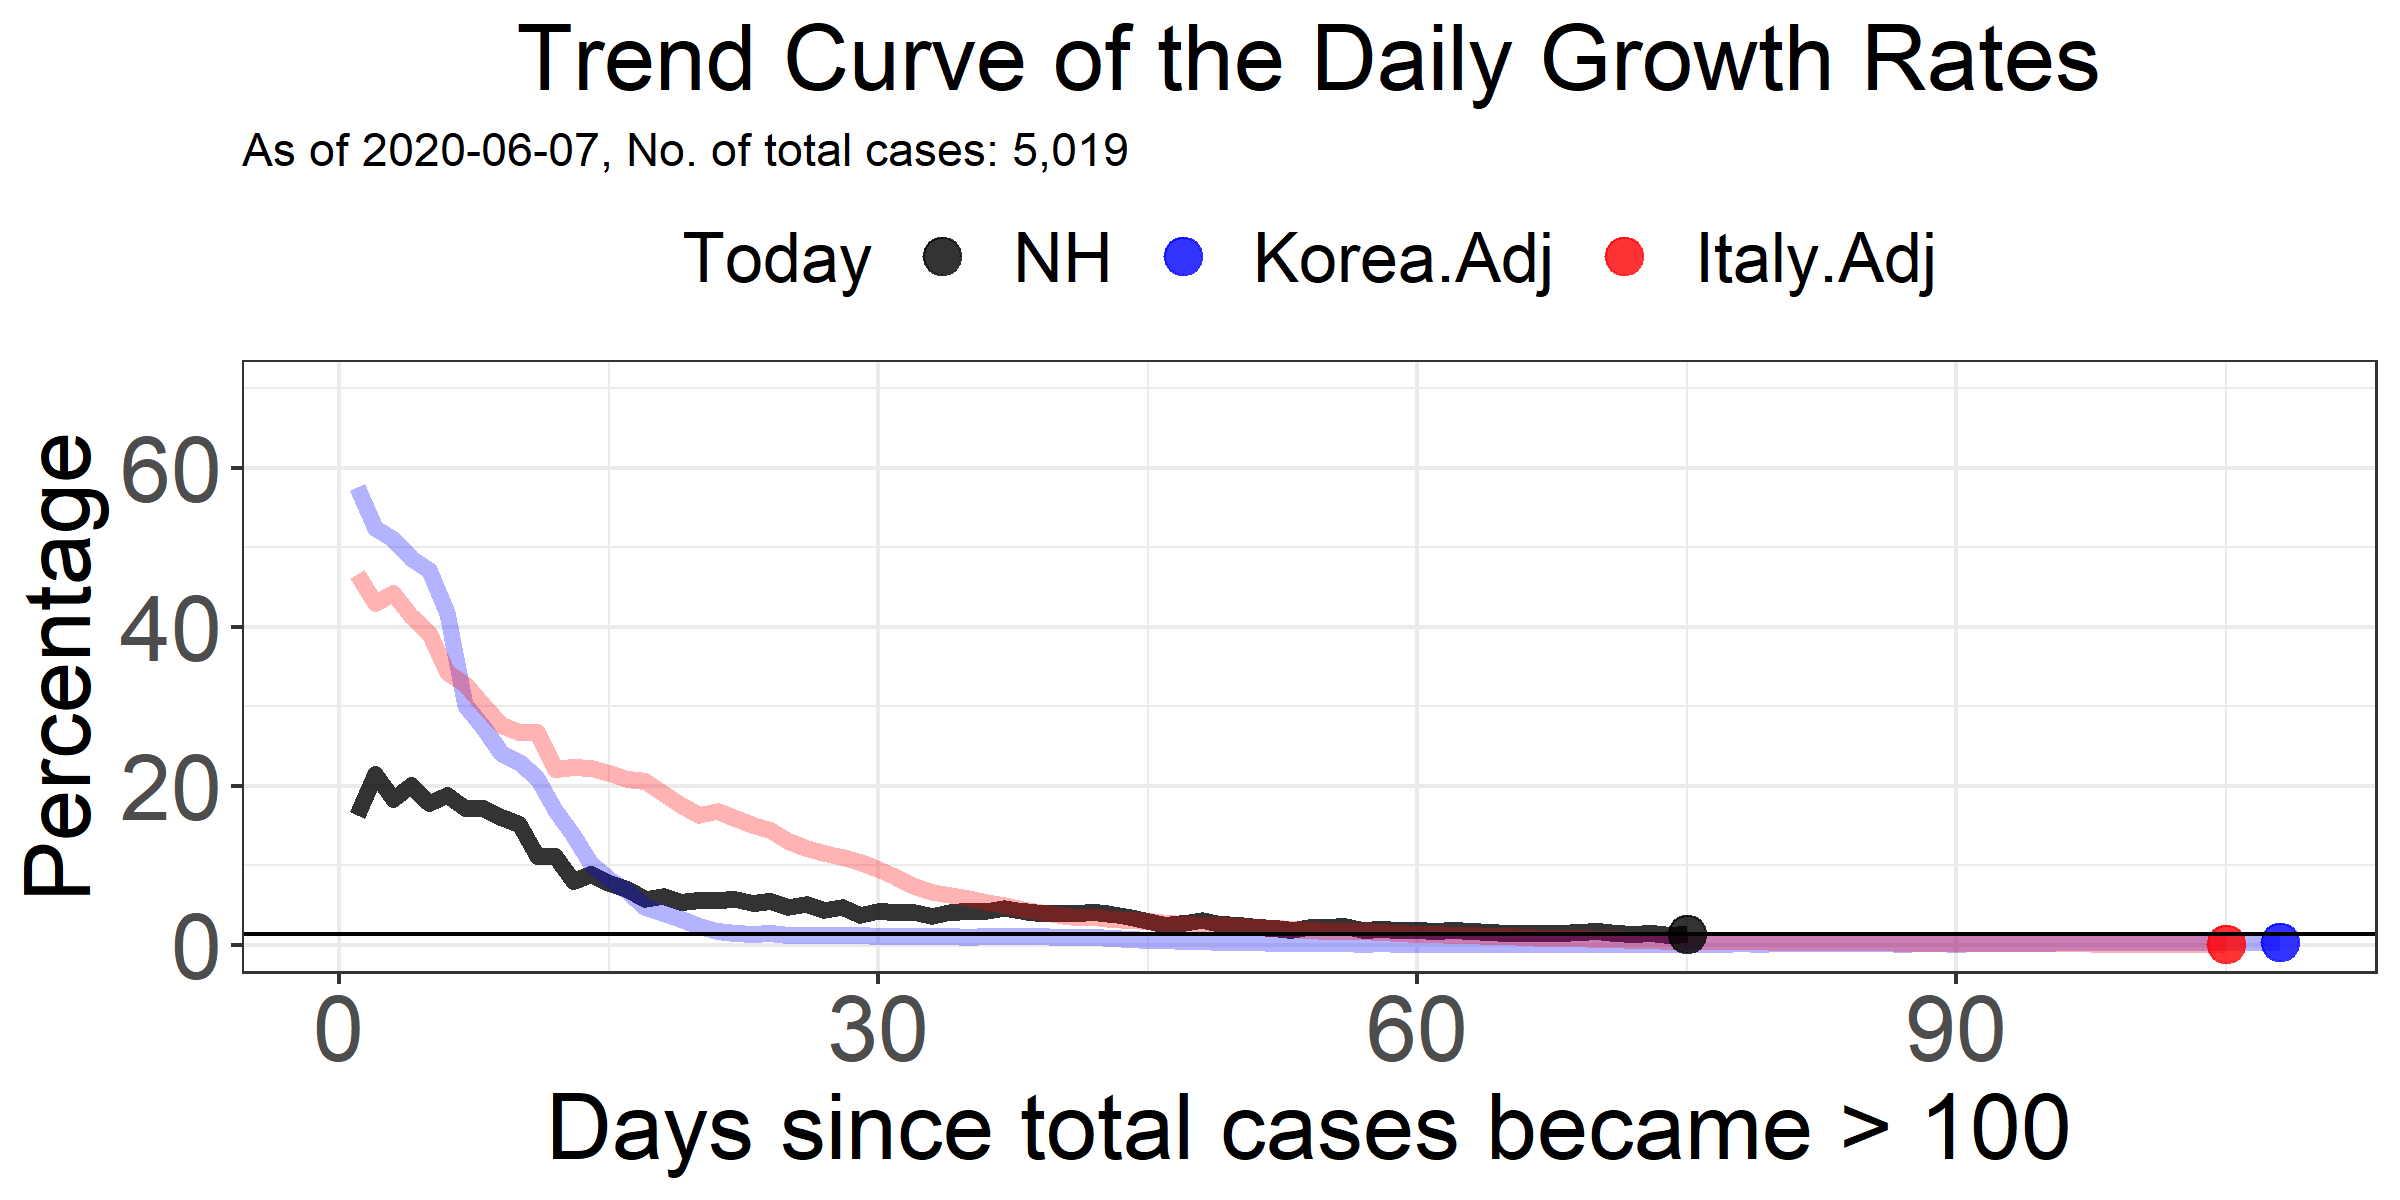 Trend Curve of the Daily Growth Rates
As of 2020-06-07, No. of total cases: 5,019
Today NH Korea.Adj Italy.Adj
Percentage
60
40
20
0
0 30 60 90
Days since total cases became > 100